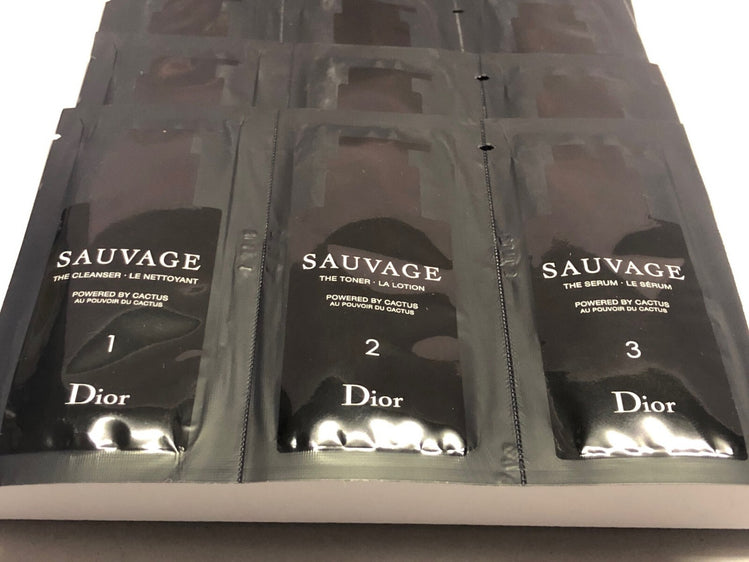 SAUVAGE
THE CLEANSER · LE NETTOYANT
POWERED BY CACTUS
AU POUVOIR DU CACTUS
1
Dior
SAUVAGE
THE TONER · LA LOTION
POWERED BY CACTUS
AU POUVOIR DU CACTUS
2
Dior
SAUVAGE
THE SERUM · LE SÉRUM
POWERED BY CACTUS
AU POUVOIR DU CACTUS
3
Dior